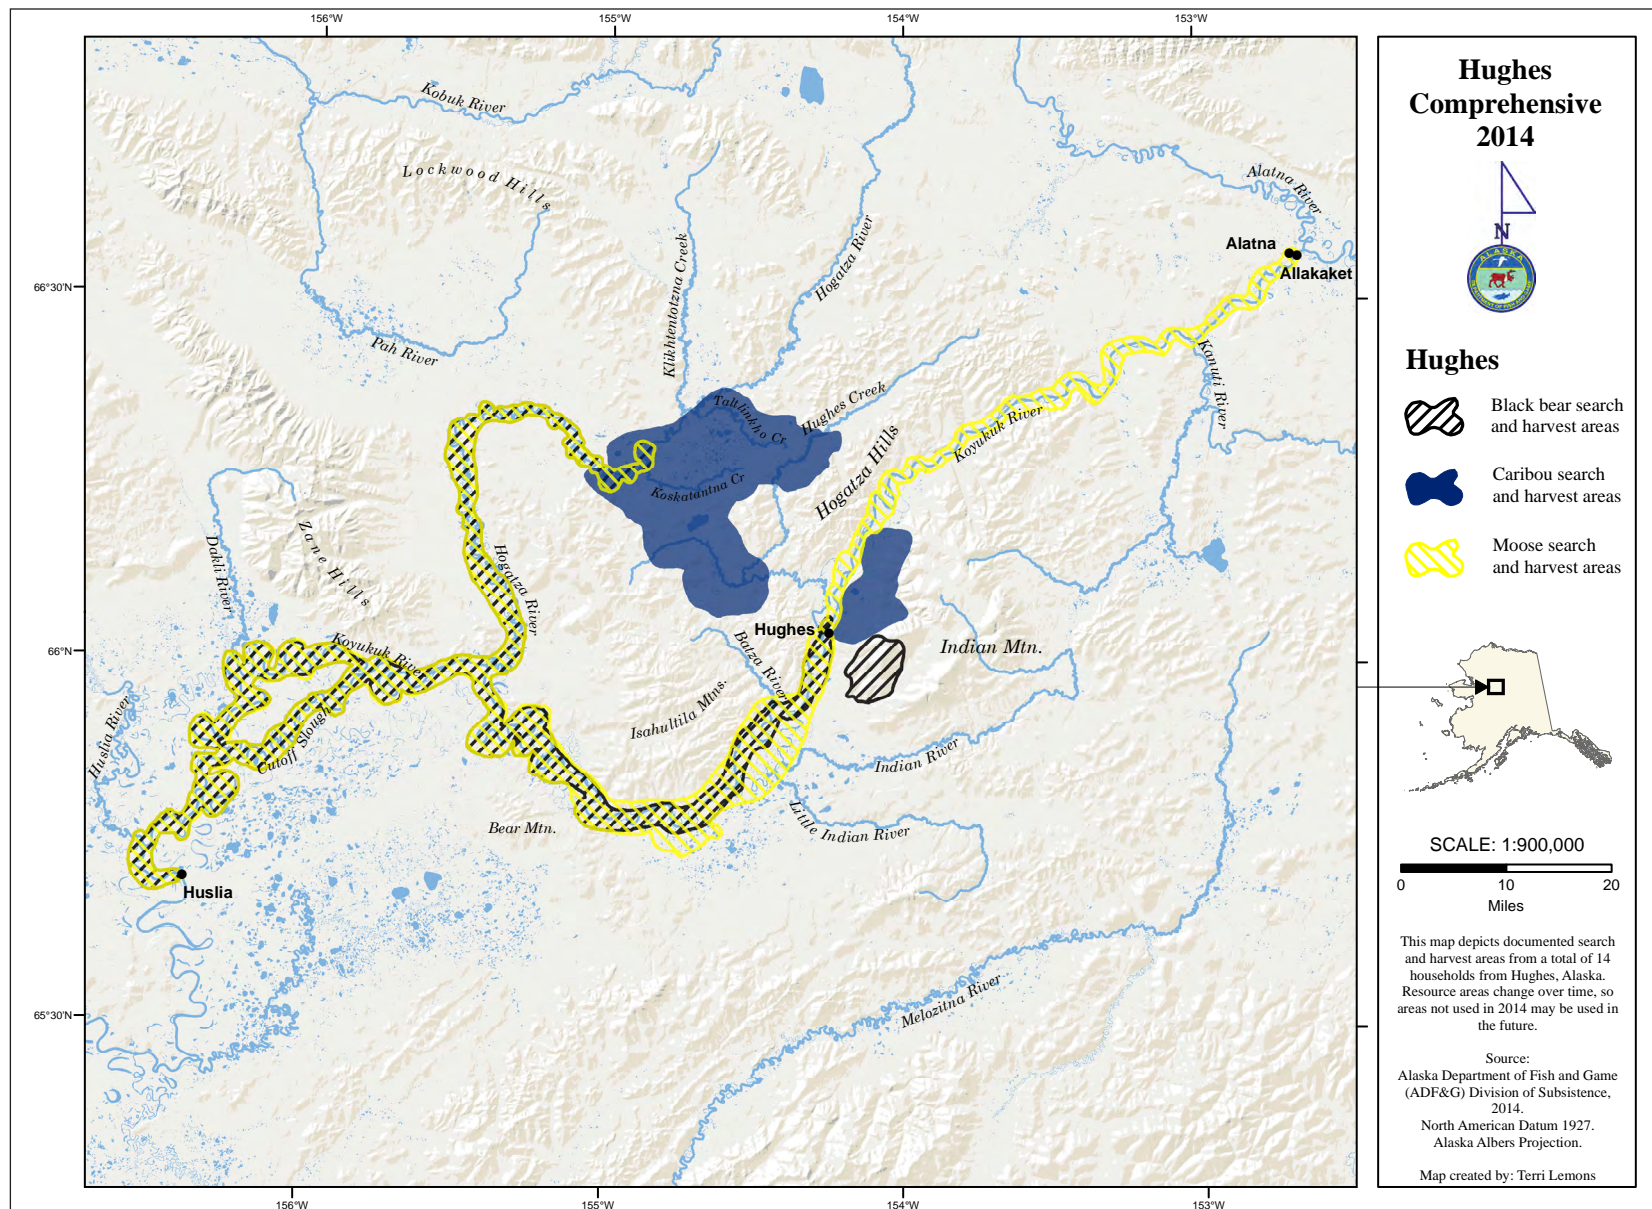 156°W
155°W
154°W
153°W
Kobuk River
Lockwood Hills
Alatna River
Klikhtentotzna Creek
Hogatza River
Alatna
Allakaket
66°30'N
Pah River
Kanuti River
Tatlinkho Cr
Hughes Creek
Koyukuk River
Hogatza Hills
Koskatantna Cr
Zane Hills
Dakli River
Hogatza River
Hughes
Batza River
Indian Mtn.
66°N
Koyukuk River
Isahultila Mtns.
Huslia River
Cutoff Slough
Indian River
Bear Mtn.
Little Indian River
Huslia
65°30'N
Melozitna River
156°W
155°W
154°W
153°W
Hughes
Comprehensive
2014
N
ALASKA
Hughes
Black bear search
and harvest areas
Caribou search
and harvest areas
Moose search
and harvest areas
SCALE: 1:900,000
0 10 20
Miles
This map depicts documented search
and harvest areas from a total of 14
households from Hughes, Alaska.
Resource areas change over time, so
areas not used in 2014 may be used in
the future.
Source:
Alaska Department of Fish and Game
(ADF&G) Division of Subsistence,
2014.
North American Datum 1927.
Alaska Albers Projection.
Map created by: Terri Lemons